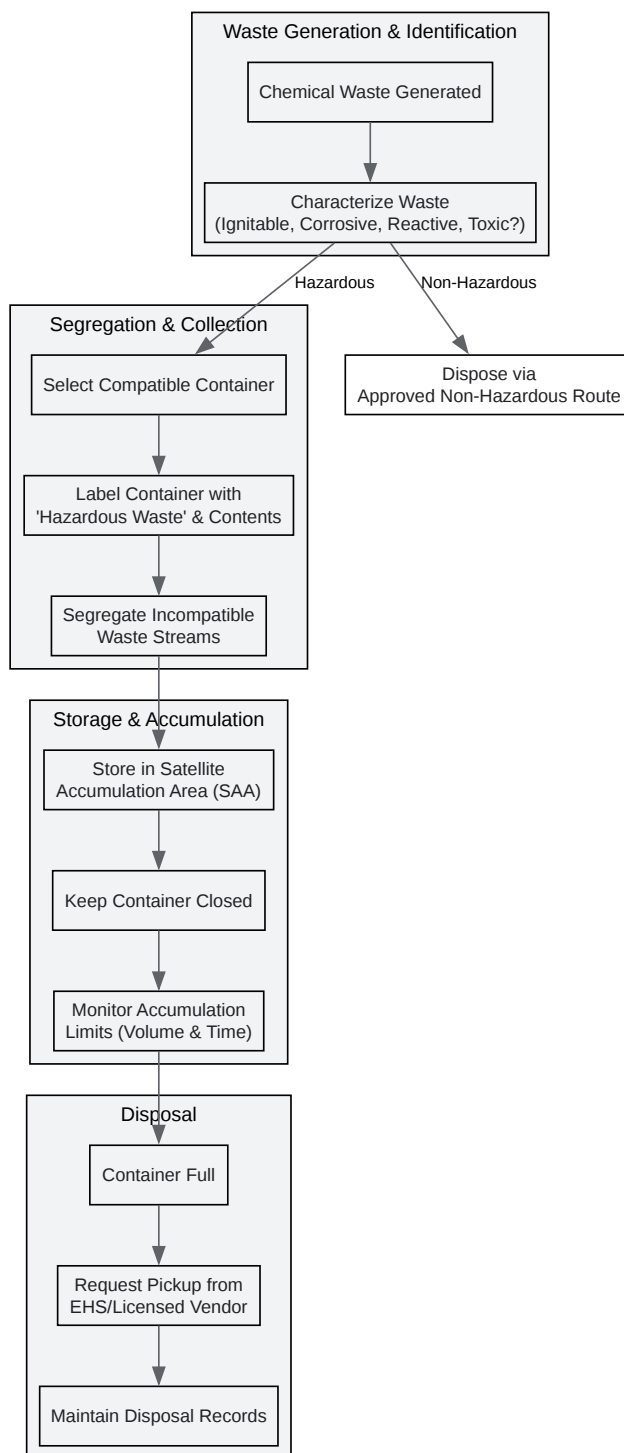 Waste Generation & Identification
Chemical Waste Generated
Characterize Waste
(Ignitable, Corrosive, Reactive, Toxic?)
Hazardous
Non-Hazardous
Segregation & Collection
Select Compatible Container
Dispose via
Approved Non-Hazardous Route
Label Container with
'Hazardous Waste' & Contents
Segregate Incompatible
Waste Streams
Storage & Accumulation
Store in Satellite
Accumulation Area (SAA)
Keep Container Closed
Monitor Accumulation
Limits (Volume & Time)
Disposal
Container Full
Request Pickup from
EHS/Licensed Vendor
Maintain Disposal Records